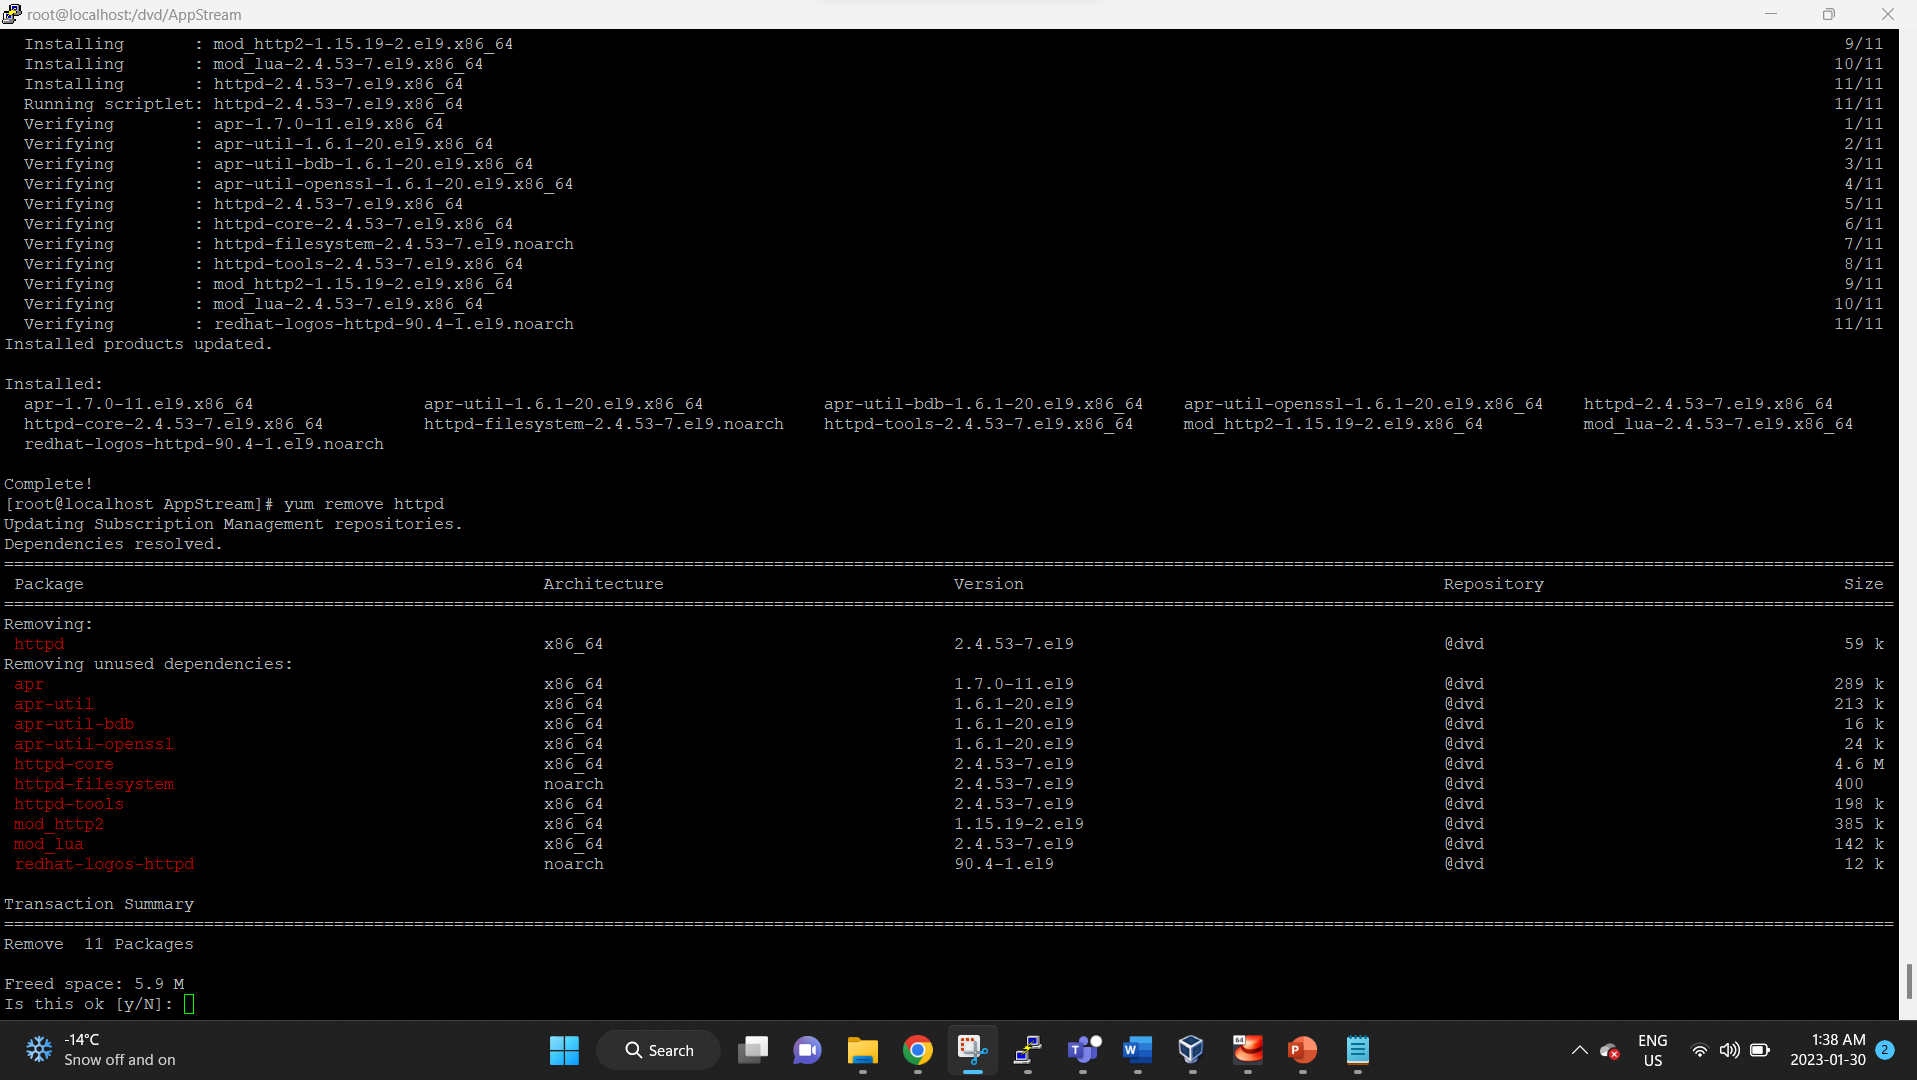 root@localhost:/dvd/AppStream
Installing : mod_http2-1.15.19-2.el9.x86_64 9/11
Installing : mod_lua-2.4.53-7.el9.x86_64 10/11
Installing : httpd-2.4.53-7.el9.x86_64 11/11
Running scriptlet: httpd-2.4.53-7.el9.x86_64 11/11
Verifying : apr-1.7.0-11.el9.x86_64 1/11
Verifying : apr-util-1.6.1-20.el9.x86_64 2/11
Verifying : apr-util-bdb-1.6.1-20.el9.x86_64 3/11
Verifying : apr-util-openssl-1.6.1-20.el9.x86_64 4/11
Verifying : httpd-2.4.53-7.el9.x86_64 5/11
Verifying : httpd-core-2.4.53-7.el9.x86_64 6/11
Verifying : httpd-filesystem-2.4.53-7.el9.noarch 7/11
Verifying : httpd-tools-2.4.53-7.el9.x86_64 8/11
Verifying : mod_http2-1.15.19-2.el9.x86_64 9/11
Verifying : mod_lua-2.4.53-7.el9.x86_64 10/11
Verifying : redhat-logos-httpd-90.4-1.el9.noarch 11/11
Installed products updated.
Installed:
apr-1.7.0-11.el9.x86_64 apr-util-1.6.1-20.el9.x86_64 apr-util-bdb-1.6.1-20.el9.x86_64 apr-util-openssl-1.6.1-20.el9.x86_64 httpd-2.4.53-7.el9.x86_64
httpd-core-2.4.53-7.el9.x86_64 httpd-filesystem-2.4.53-7.el9.noarch httpd-tools-2.4.53-7.el9.x86_64 mod_http2-1.15.19-2.el9.x86_64 mod_lua-2.4.53-7.el9.x86_64
redhat-logos-httpd-90.4-1.el9.noarch
Complete!
[root@localhost AppStream]# yum remove httpd
Updating Subscription Management repositories.
Dependencies resolved.
Package Architecture Version Repository Size
Removing:
httpd x86_64 2.4.53-7.el9 @dvd 59 k
Removing unused dependencies:
apr x86_64 1.7.0-11.el9 @dvd 289 k
apr-util x86_64 1.6.1-20.el9 @dvd 213 k
apr-util-bdb x86_64 1.6.1-20.el9 @dvd 16 k
apr-util-openssl x86_64 1.6.1-20.el9 @dvd 24 k
httpd-core x86_64 2.4.53-7.el9 @dvd 4.6 M
httpd-filesystem noarch 2.4.53-7.el9 @dvd 400
httpd-tools x86_64 2.4.53-7.el9 @dvd 198 k
mod_http2 x86_64 1.15.19-2.el9 @dvd 385 k
mod_lua x86_64 2.4.53-7.el9 @dvd 142 k
redhat-logos-httpd noarch 90.4-1.el9 @dvd 12 k
Transaction Summary
Remove 11 Packages
Freed space: 5.9 M
Is this ok [y/N]:
-14°C
Snow off and on
Search
64
ENG
US
1:38 AM
2023-01-30
2